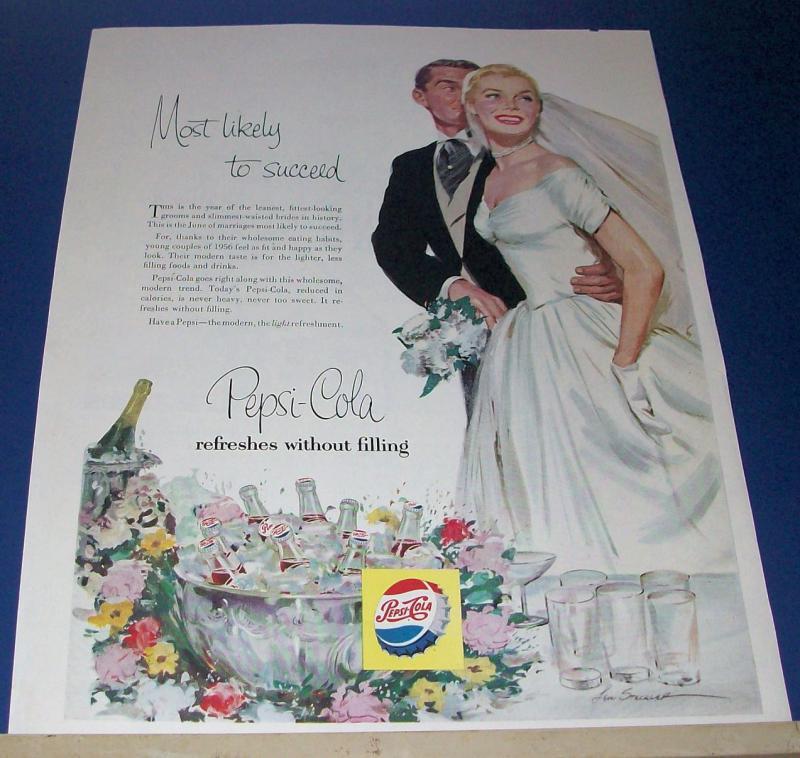 Most likely
to succeed
THIS is the year of the leanest, fittest-looking
grooms and slimmest-waisted brides in history.
This is the June of marriages most likely to succeed.
For, thanks to their wholesome eating habits,
young couples of 1956 feel as fit and happy as they
look. Their modern taste is for the lighter, less
filling foods and drinks.
Pepsi-Cola goes right along with this wholesome,
modern trend. Today's Pepsi-Cola, reduced in
calories, is never heavy, never too sweet. It re-
freshes without filling.
Have a Pepsi—the modern, the light refreshment.
Pepsi-Cola
refreshes without filling
PEPSI-COLA